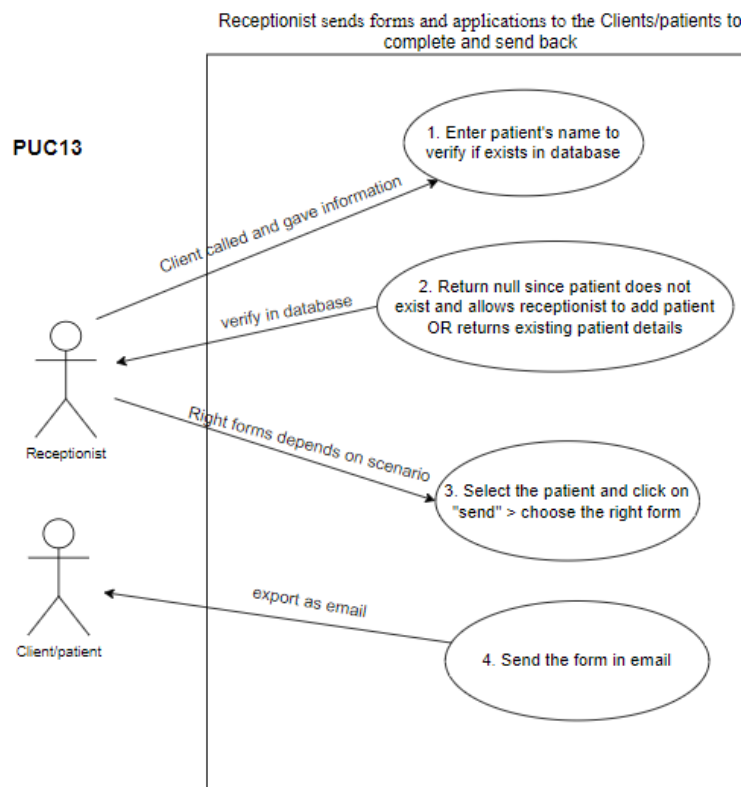 Receptionist sends forms and applications to the Clients/patients to
complete and send back
PUC13
1. Enter patient's name to
verify if exists in database
Client called and gave information
2. Return null since patient does not
exist and allows receptionist to add patient
OR returns existing patient details
verify in database
Receptionist
Right forms depends on scenario
3. Select the patient and click on
"send" > choose the right form
export as email
Client/patient
4. Send the form in email